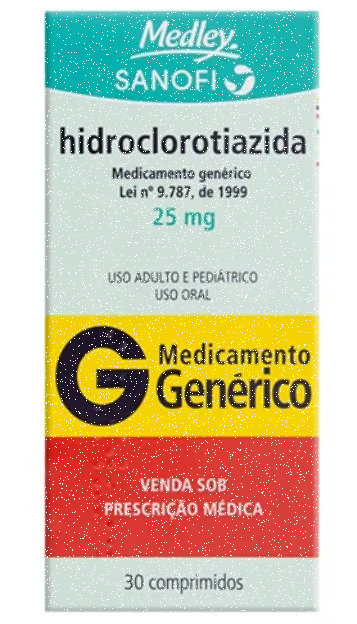 Medley.
SANOFI
hidroclorotiazida
Medicamento genérico
Lei nº 9.787, de 1999
25 mg
USO ADULTO E PEDIÁTRICO
USO ORAL
G Medicamento
Genérico
VENDA SOB
PRESCRIÇÃO MÉDICA
30 comprimidos